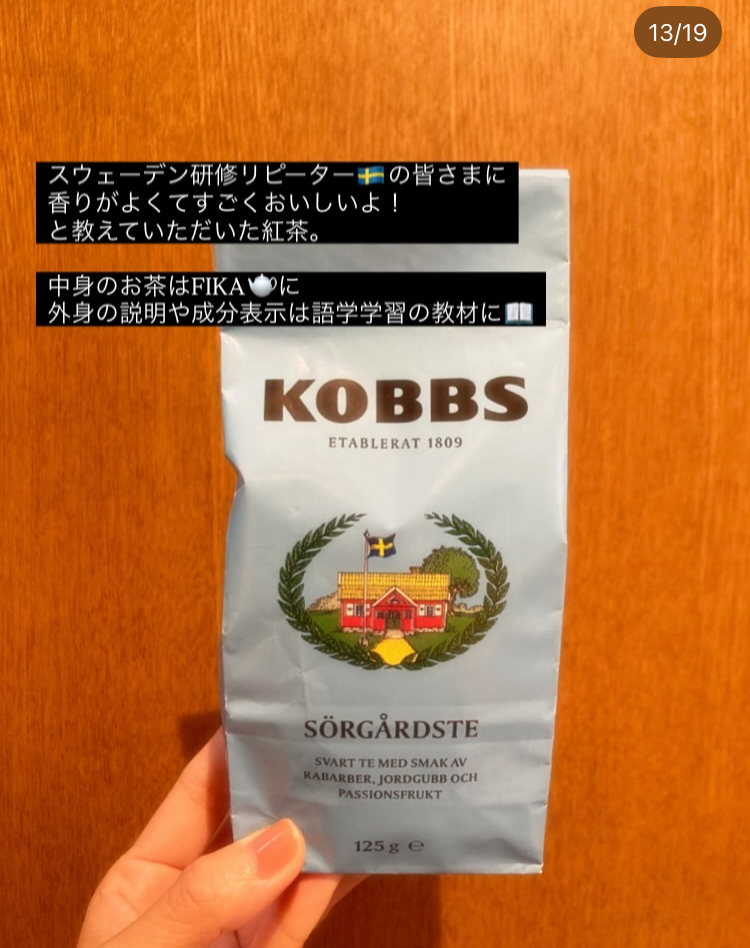 13/19
スウェーデン研修リピーター🇸🇪の皆さまに
香りがよくてすごくおいしいよ！
と教えていただいた紅茶。
中身のお茶はFIKA🫖に
外身の説明や成分表示は語学学習の教材に📖
KOBBS
ETABLERAT 1809
SÖRGÅRDSTE
SVART TE MED SMAK AV
RABARBER, JORDGUBB OCH
PASSIONSFRUKT
125 g ℮